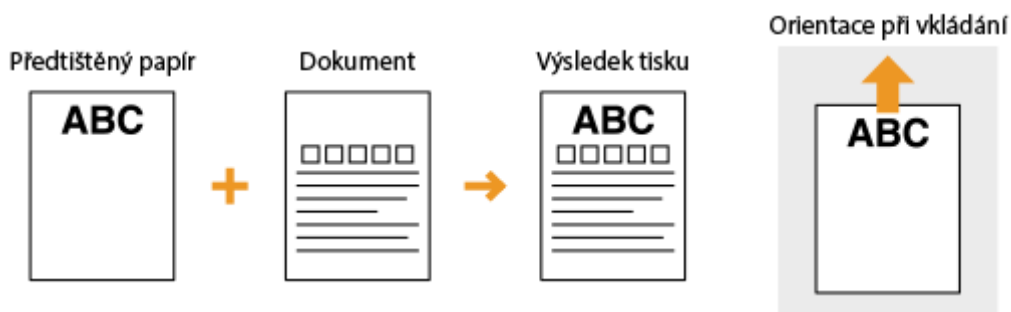 Orientace při vkládání
Předtištěný papír
Dokument
Výsledek tisku
ABC
ABC
ABC